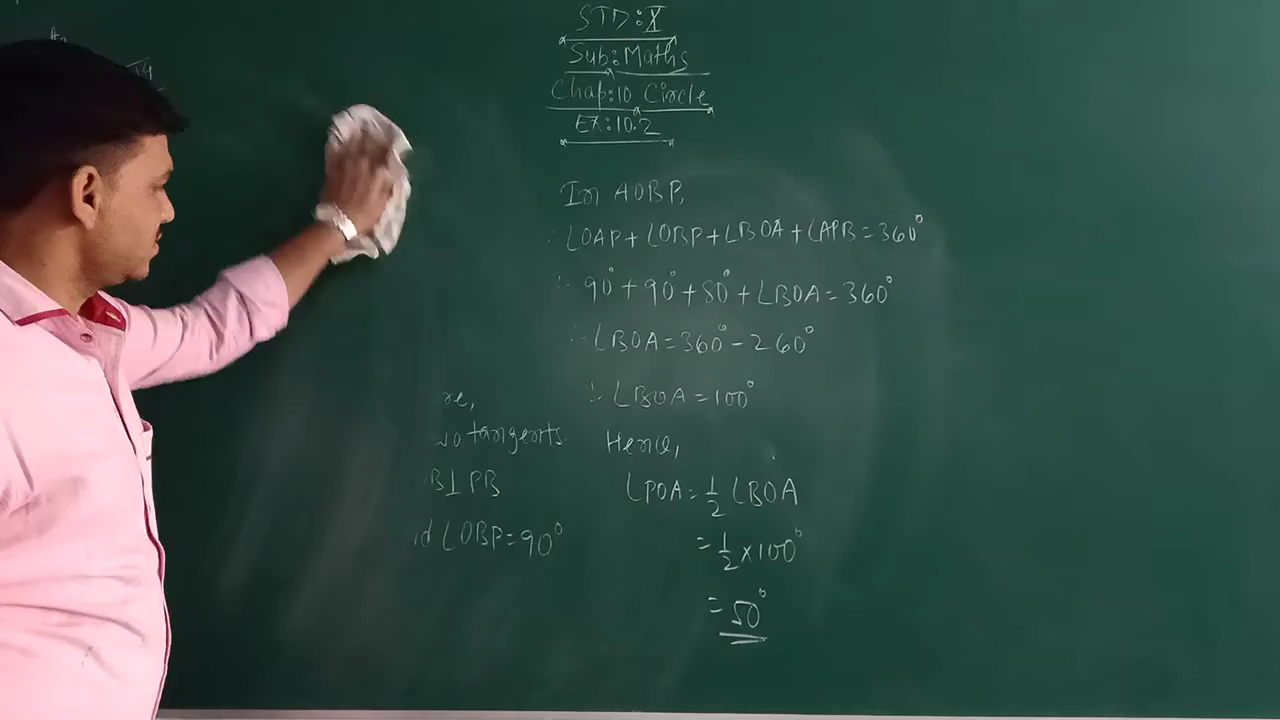 STD:X
Sub:Maths
Chap:10 Circle
EX:10.2
In AOBP,
∴ ∠OAP+∠OBP+∠BOA+∠APB=360°
∴ 90°+90°+80°+∠BOA=360°
∴ ∠BOA=360°-260°
∴ ∠BOA=100°
Hence,
∠POA=1/2 ∠BOA
=1/2×100°
=50°
re,
wo tangents
B⊥PB
d ∠OBP=90°